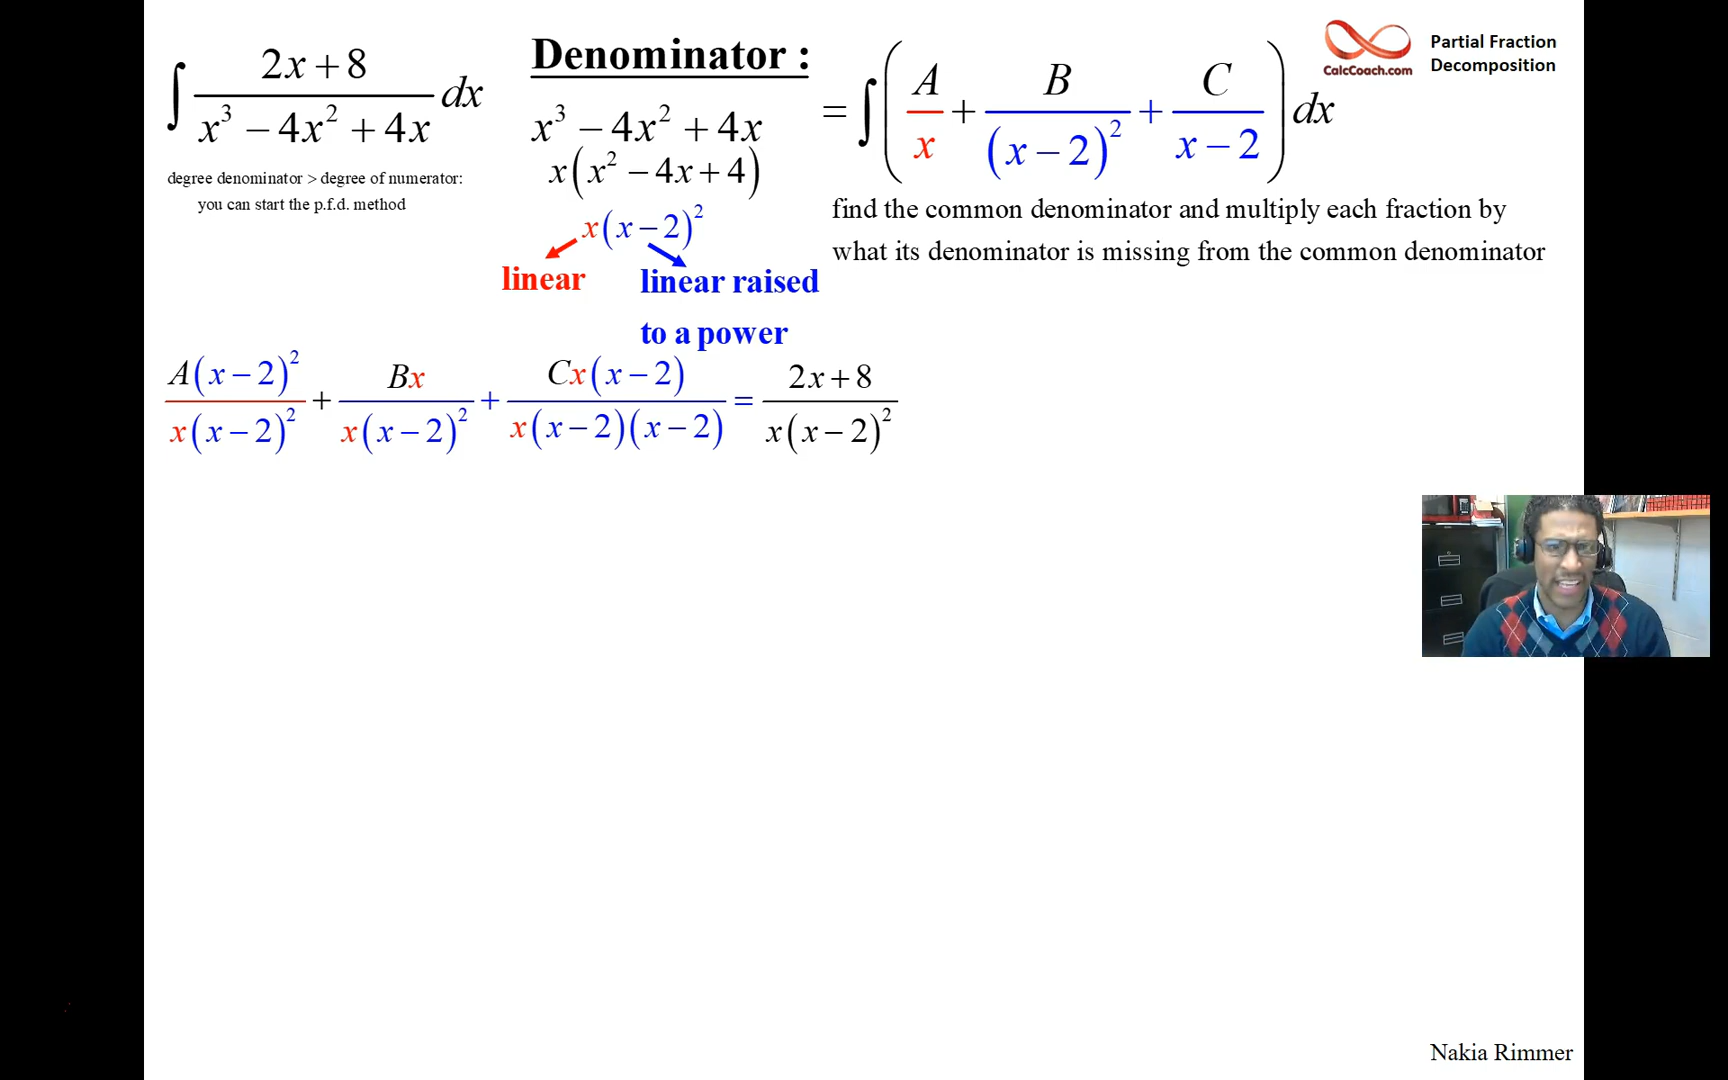 ∫ (2x + 8)/(x³ − 4x² + 4x) dx
degree denominator > degree of numerator:
you can start the p.f.d. method
Denominator :
x³ − 4x² + 4x
x(x² − 4x + 4)
x(x − 2)²
linear
linear raised
to a power
= ∫ ( A/x + B/(x − 2)² + C/(x − 2) ) dx
CalcCoach.com
Partial Fraction
Decomposition
find the common denominator and multiply each fraction by
what its denominator is missing from the common denominator
A(x − 2)²/(x(x − 2)²) + Bx/(x(x − 2)²) + Cx(x − 2)/(x(x − 2)(x − 2)) = (2x + 8)/(x(x − 2)²)
Nakia Rimmer